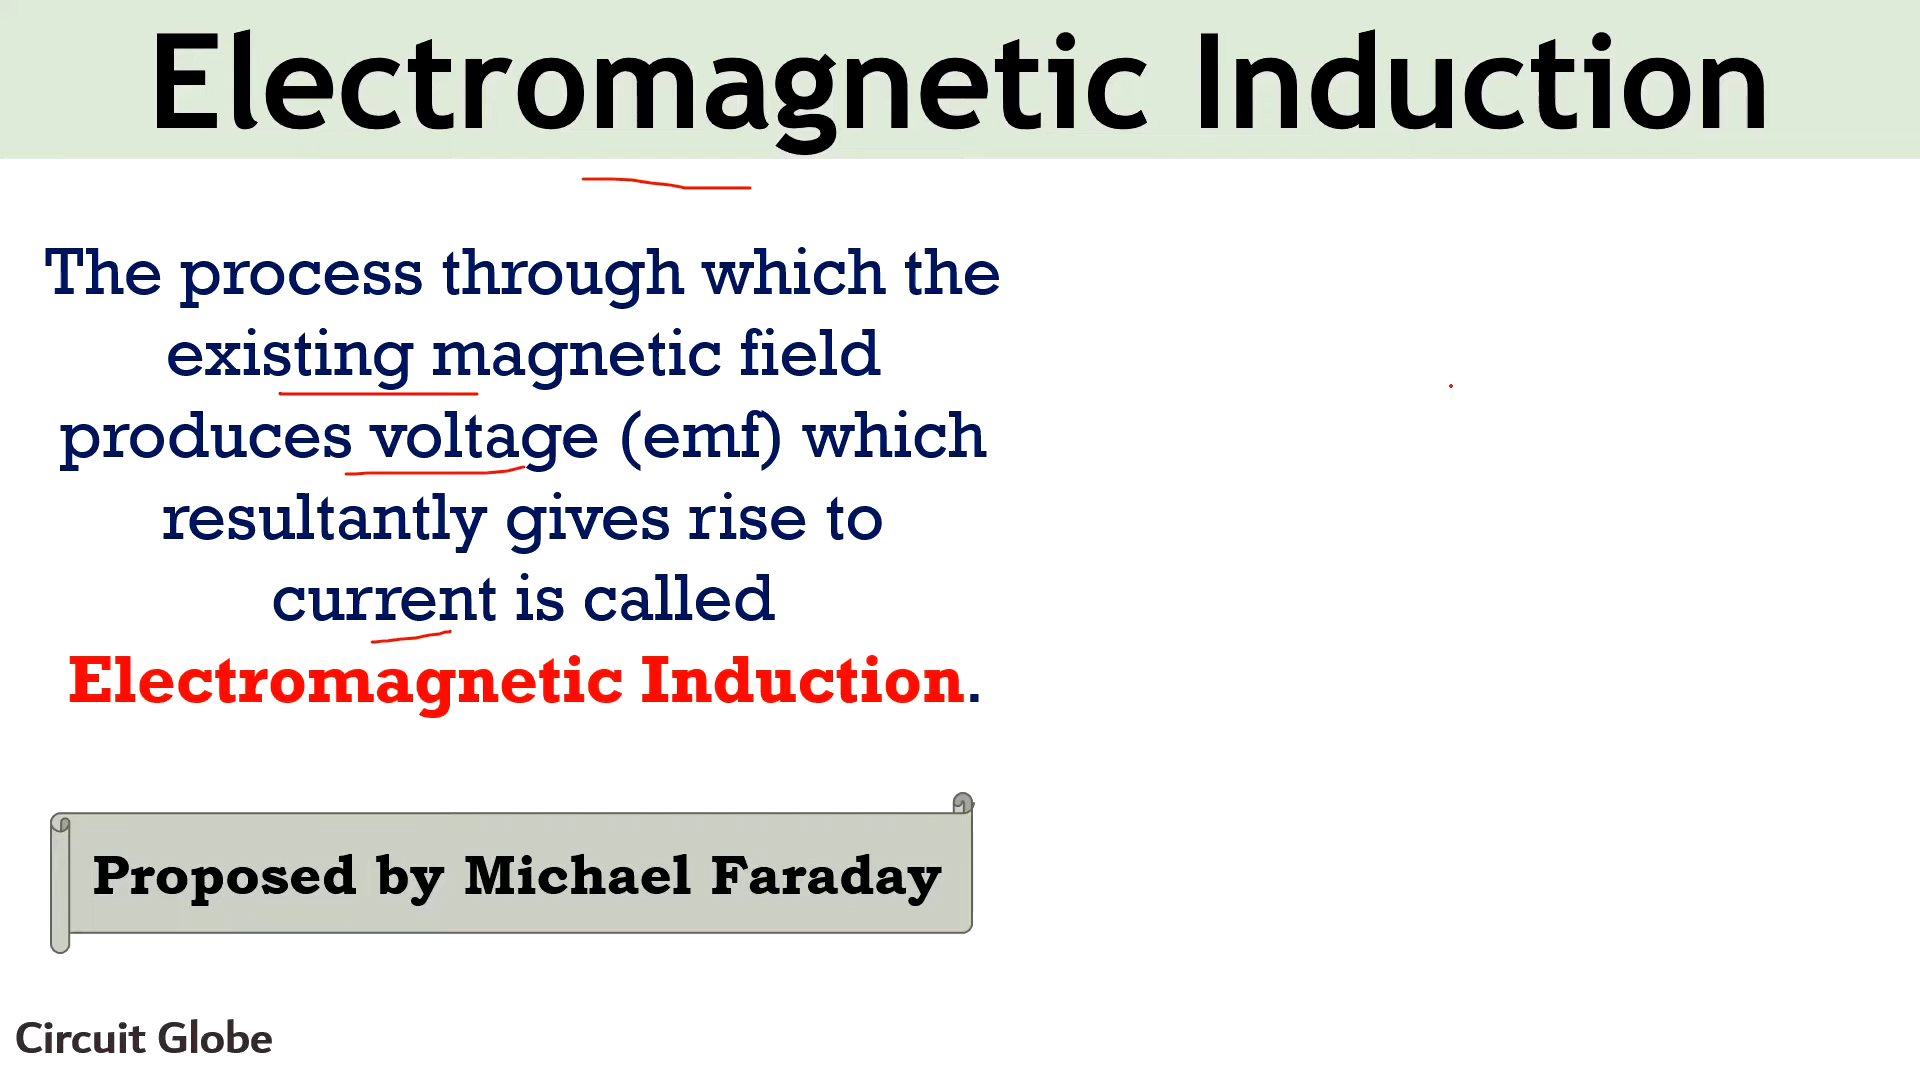 Electromagnetic Induction
The process through which the
existing magnetic field
produces voltage (emf) which
resultantly gives rise to
current is called
Electromagnetic Induction.
Proposed by Michael Faraday
Circuit Globe